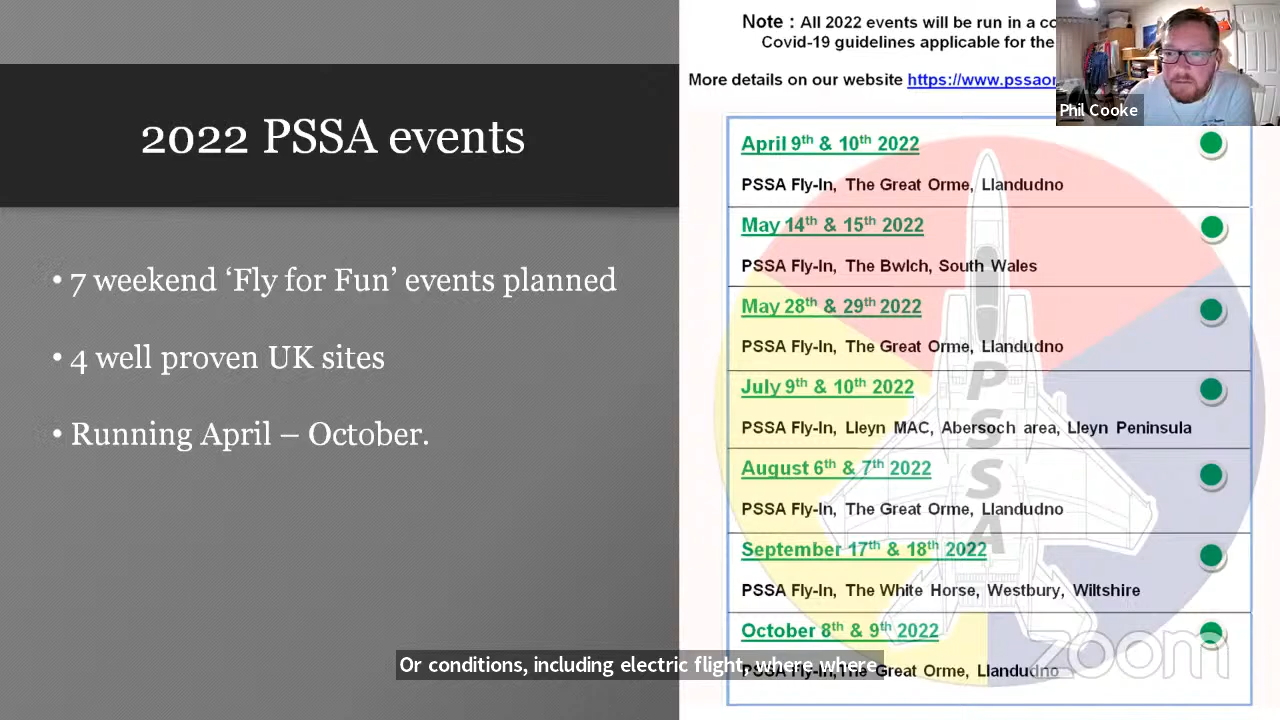 2022 PSSA events
• 7 weekend ‘Fly for Fun’ events planned
• 4 well proven UK sites
• Running April – October.
Note : All 2022 events will be run in a
Covid-19 guidelines applicable for the
More details on our website https://www.pssaon
Phil Cooke
April 9th & 10th 2022
PSSA Fly-In, The Great Orme, Llandudno
May 14th & 15th 2022
PSSA Fly-In, The Bwlch, South Wales
May 28th & 29th 2022
PSSA Fly-In, The Great Orme, Llandudno
July 9th & 10th 2022
PSSA Fly-In, Lleyn MAC, Abersoch area, Lleyn Peninsula
August 6th & 7th 2022
PSSA Fly-In, The Great Orme, Llandudno
September 17th & 18th 2022
PSSA Fly-In, The White Horse, Westbury, Wiltshire
October 8th & 9th 2022
PSSA Fly-In, The Great Orme, Llandudno
PSSA
zoom
Or conditions, including electric flight, where where